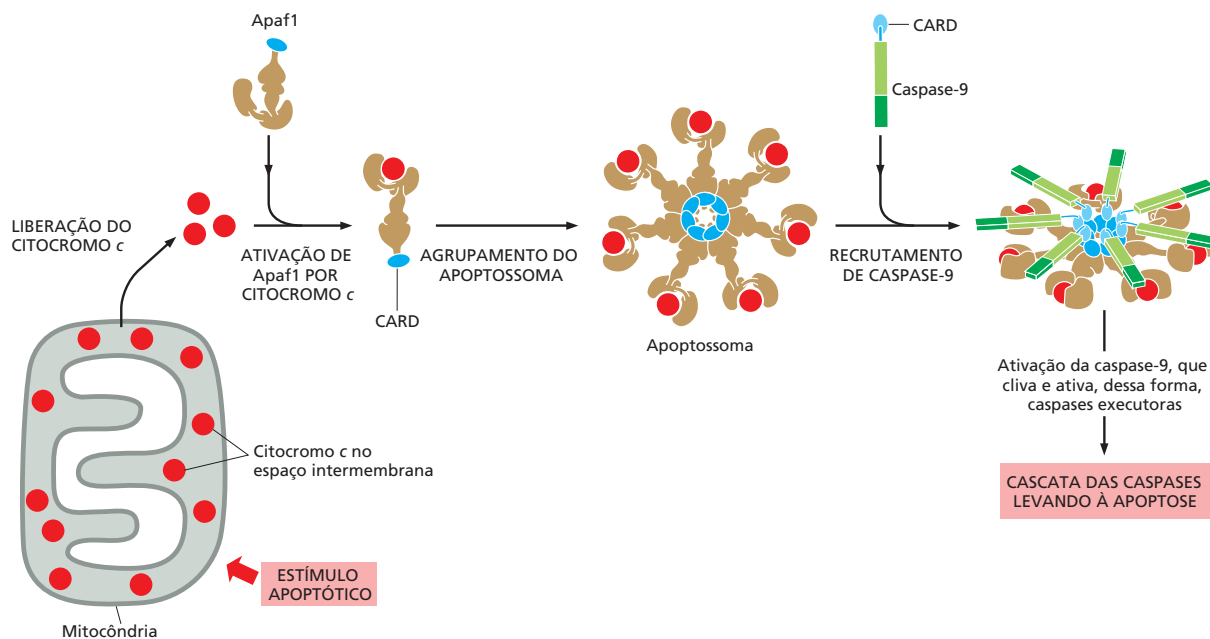 Apaf1
CARD
Caspase-9
LIBERAÇÃO DO
CITOCROMO c
ATIVAÇÃO DE
Apaf1 POR
CITOCROMO c
CARD
AGRUPAMENTO DO
APOPTOSSOMA
Apoptossoma
RECRUTAMENTO
DE CASPASE-9
Ativação da caspase-9, que
cliva e ativa, dessa forma,
caspases executoras
CASCATA DAS CASPASES
LEVANDO À APOPTOSE
Citocromo c no
espaço intermembrana
ESTÍMULO
APOPTÓTICO
Mitocôndria